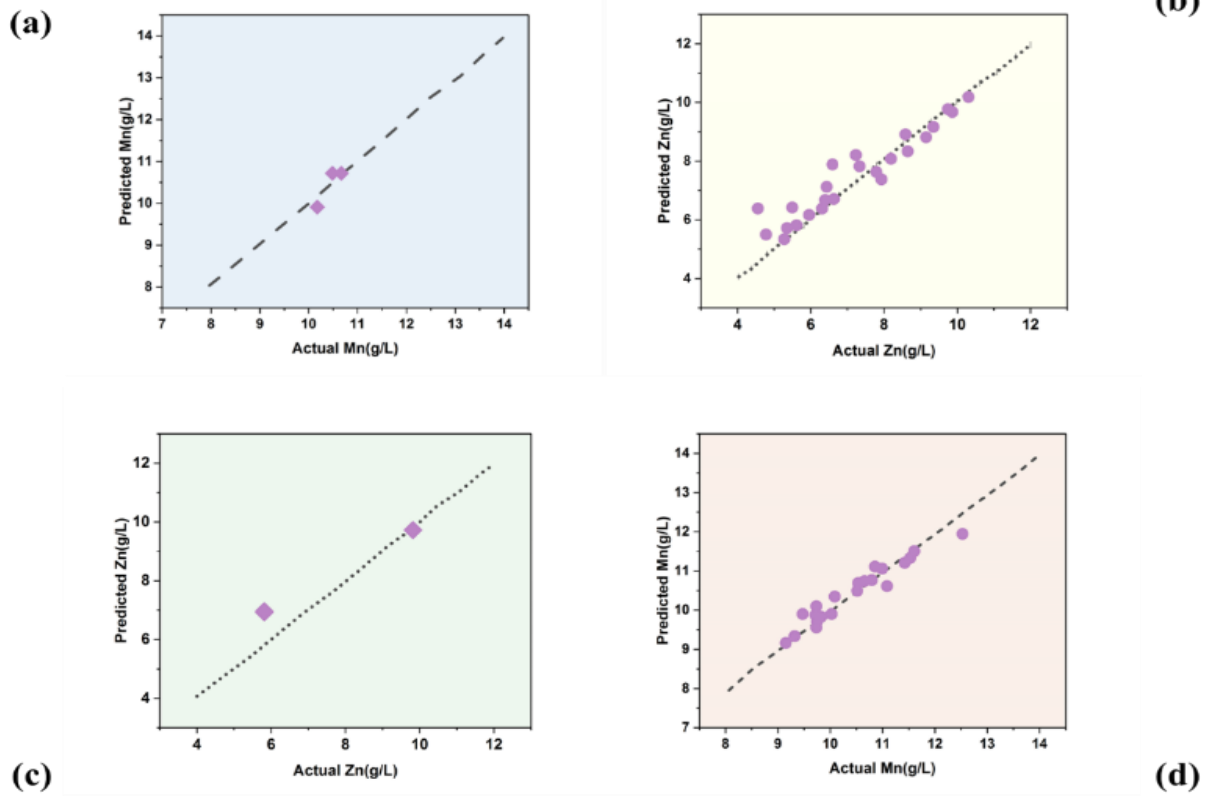 (a)
14
13
12
11
10
9
8
7 8 9 10 11 12 13 14
Predicted Mn(g/L)
Actual Mn(g/L)
(b)
12
10
8
6
4
4 6 8 10 12
Predicted Zn(g/L)
Actual Zn(g/L)
12
10
8
6
4
4 6 8 10 12
Predicted Zn(g/L)
Actual Zn(g/L)
(c)
14
13
12
11
10
9
8
7
8 9 10 11 12 13 14
Predicted Mn(g/L)
Actual Mn(g/L)
(d)